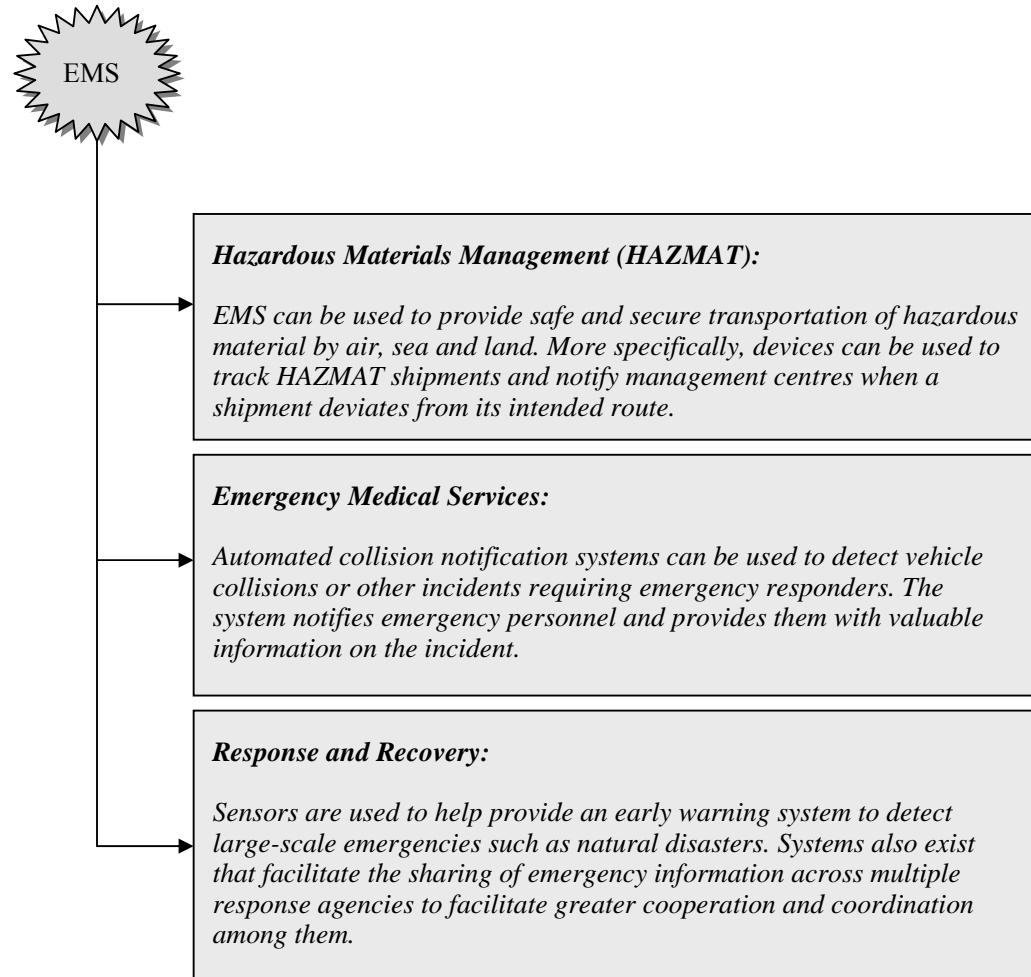 EMS
Hazardous Materials Management (HAZMAT):
EMS can be used to provide safe and secure transportation of hazardous
material by air, sea and land. More specifically, devices can be used to
track HAZMAT shipments and notify management centres when a
shipment deviates from its intended route.
Emergency Medical Services:
Automated collision notification systems can be used to detect vehicle
collisions or other incidents requiring emergency responders. The
system notifies emergency personnel and provides them with valuable
information on the incident.
Response and Recovery:
Sensors are used to help provide an early warning system to detect
large-scale emergencies such as natural disasters. Systems also exist
that facilitate the sharing of emergency information across multiple
response agencies to facilitate greater cooperation and coordination
among them.